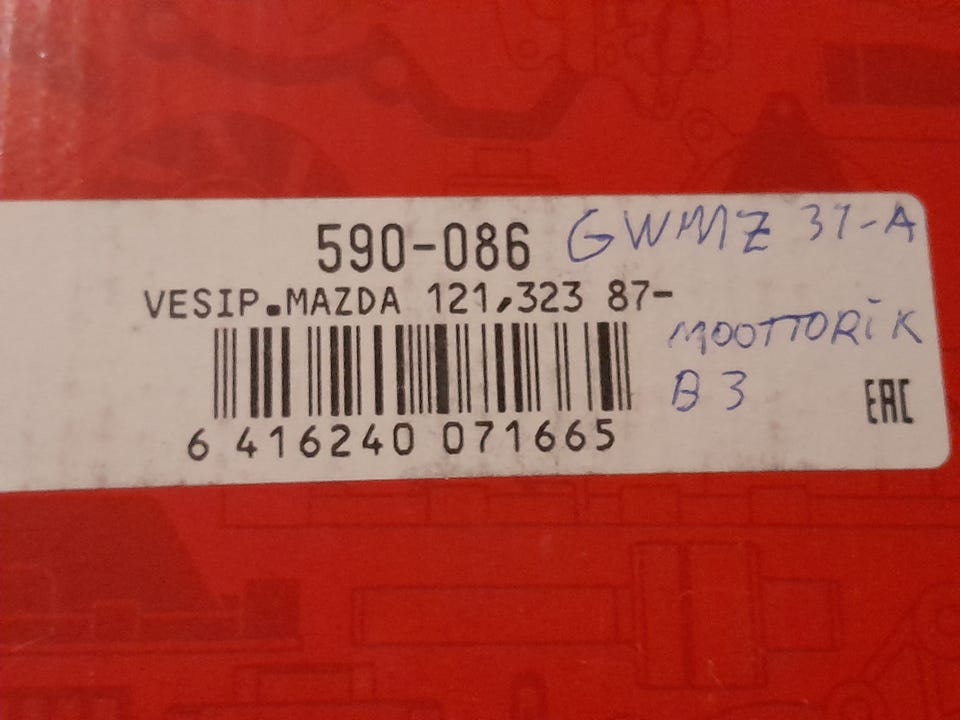 590-086 GWMZ 31-A
VESIP.MAZDA 121,323 87-
MOOTTORIK
B3
EAC
6 416240 071665